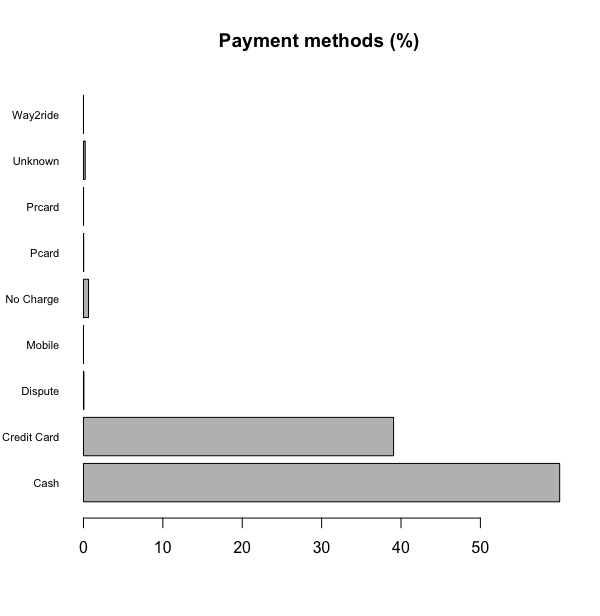 Payment methods (%)
Way2ride
Unknown
Prcard
Pcard
No Charge
Mobile
Dispute
Credit Card
Cash
0 10 20 30 40 50